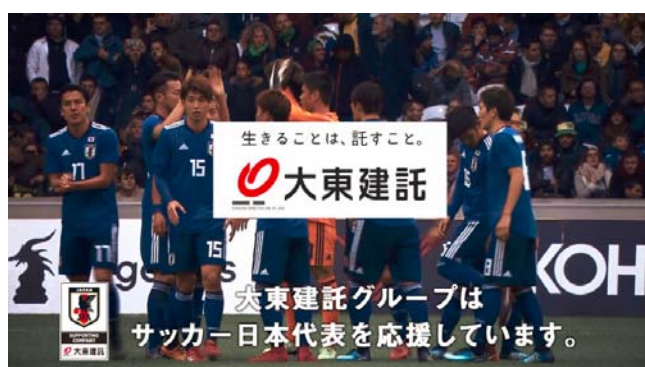 生きることは、託すこと。
大東建託
17
15
15
KOH
大東建託グループは
サッカー日本代表を応援しています。
JAPAN
SUPPORTING
COMPANY
大東建託